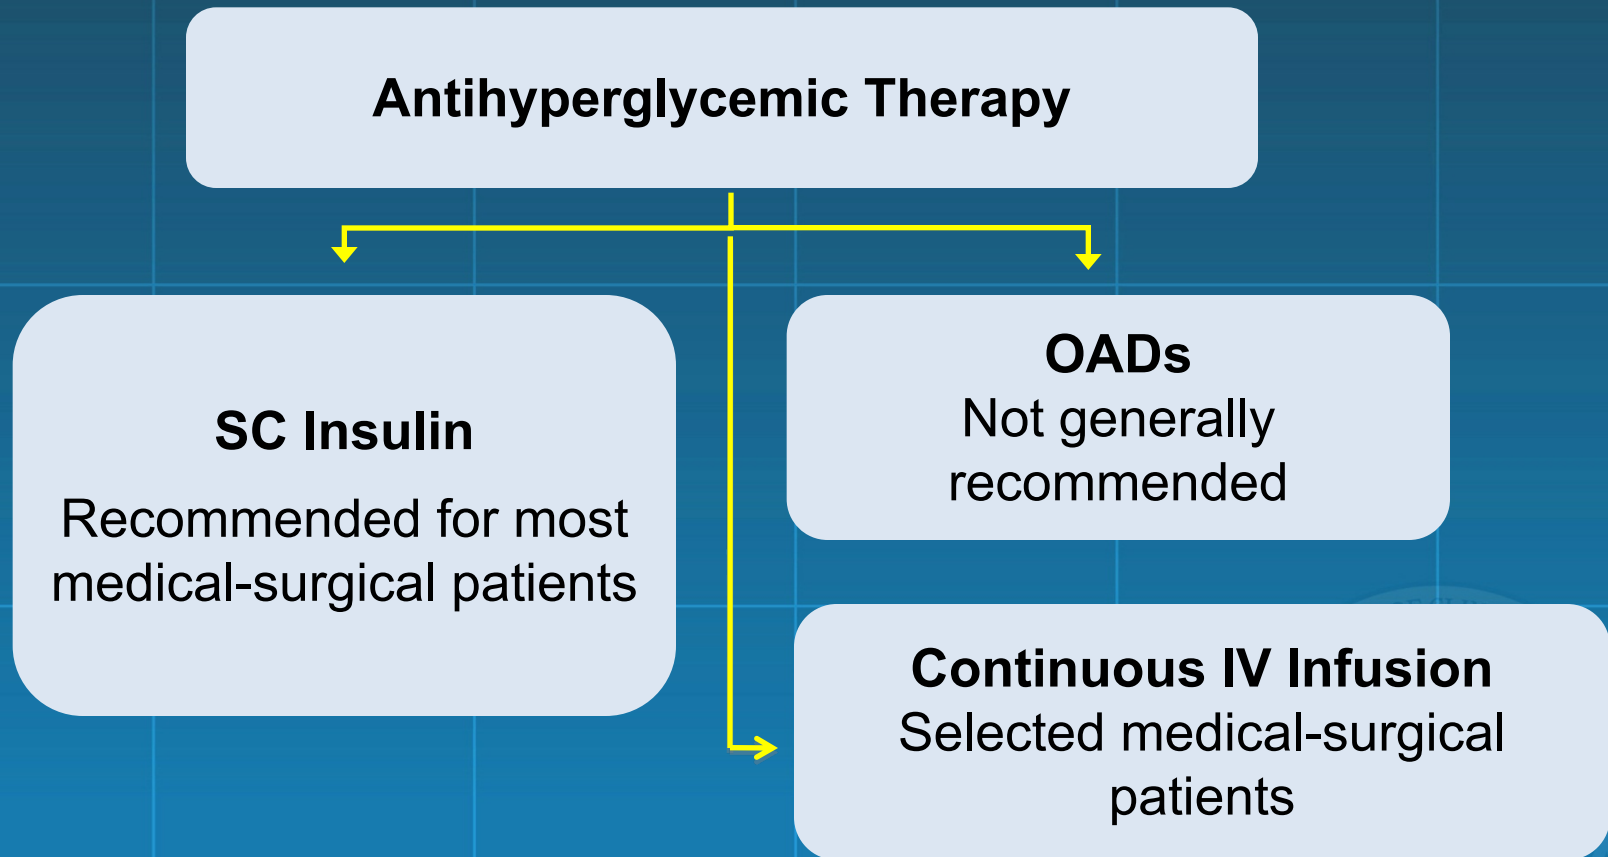 Antihyperglycemic Therapy
SC Insulin
Recommended for most
medical-surgical patients
OADs
Not generally
recommended
Continuous IV Infusion
Selected medical-surgical
patients